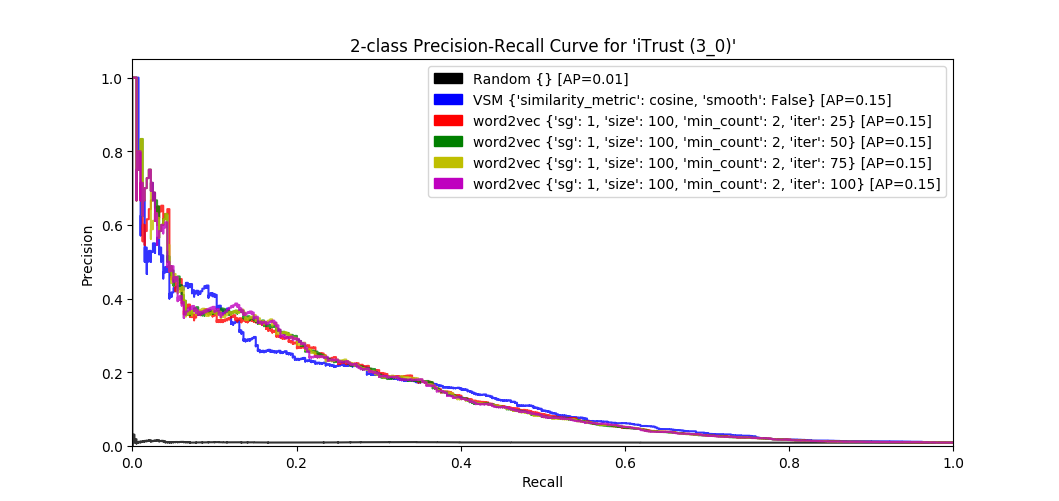 2-class Precision-Recall Curve for 'iTrust (3_0)'
Random {} [AP=0.01]
VSM {'similarity_metric': cosine, 'smooth': False} [AP=0.15]
word2vec {'sg': 1, 'size': 100, 'min_count': 2, 'iter': 25} [AP=0.15]
word2vec {'sg': 1, 'size': 100, 'min_count': 2, 'iter': 50} [AP=0.15]
word2vec {'sg': 1, 'size': 100, 'min_count': 2, 'iter': 75} [AP=0.15]
word2vec {'sg': 1, 'size': 100, 'min_count': 2, 'iter': 100} [AP=0.15]
Precision
1.0
0.8
0.6
0.4
0.2
0.0
0.0 0.2 0.4 0.6 0.8 1.0
Recall